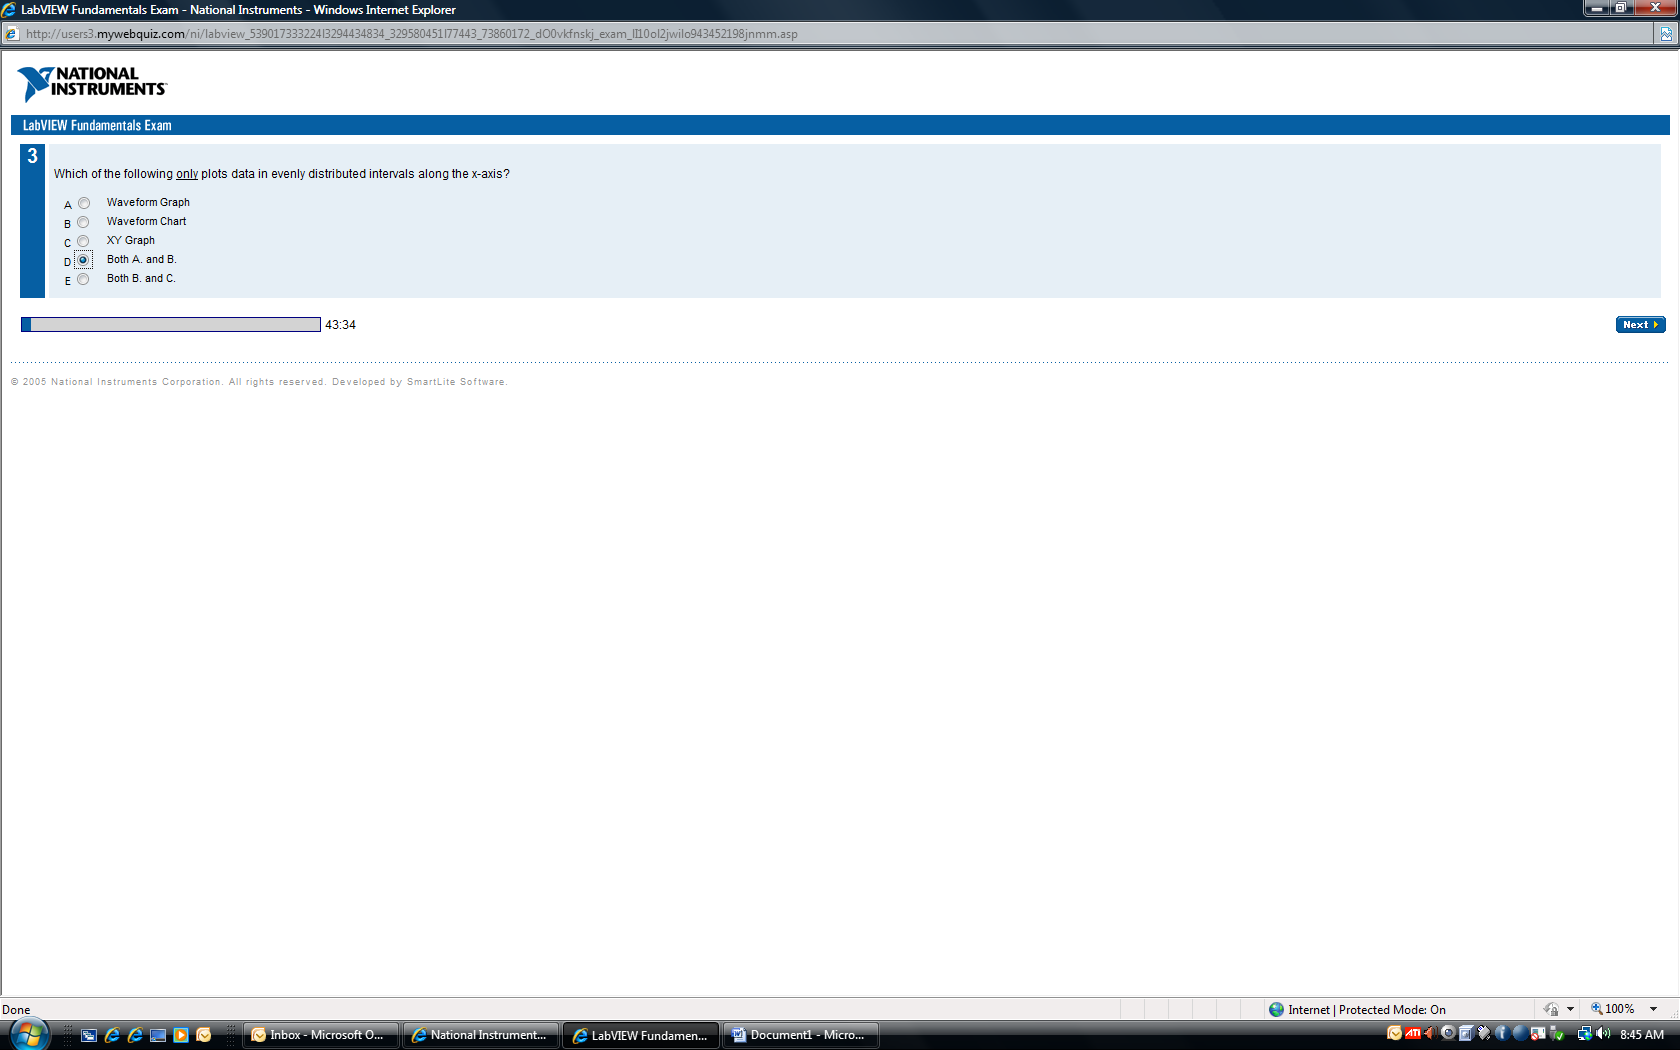 LabVIEW Fundamentals Exam - National Instruments - Windows Internet Explorer
http://users3.mywebquiz.com/ni/labview_
NATIONAL
INSTRUMENTS
LabVIEW Fundamentals Exam
3
Which of the following only plots data in evenly distributed intervals along the x-axis?
A Waveform Graph
B Waveform Chart
C XY Graph
D Both A. and B.
E Both B. and C.
43:34
Next
© 2005 National Instruments Corporation. All rights reserved. Developed by SmartLite Software.
Done
Internet | Protected Mode: On
100%
Inbox - Microsoft O...
National Instrument...
LabVIEW Fundamen...
Document1 - Micro...
ATI
8:45 AM